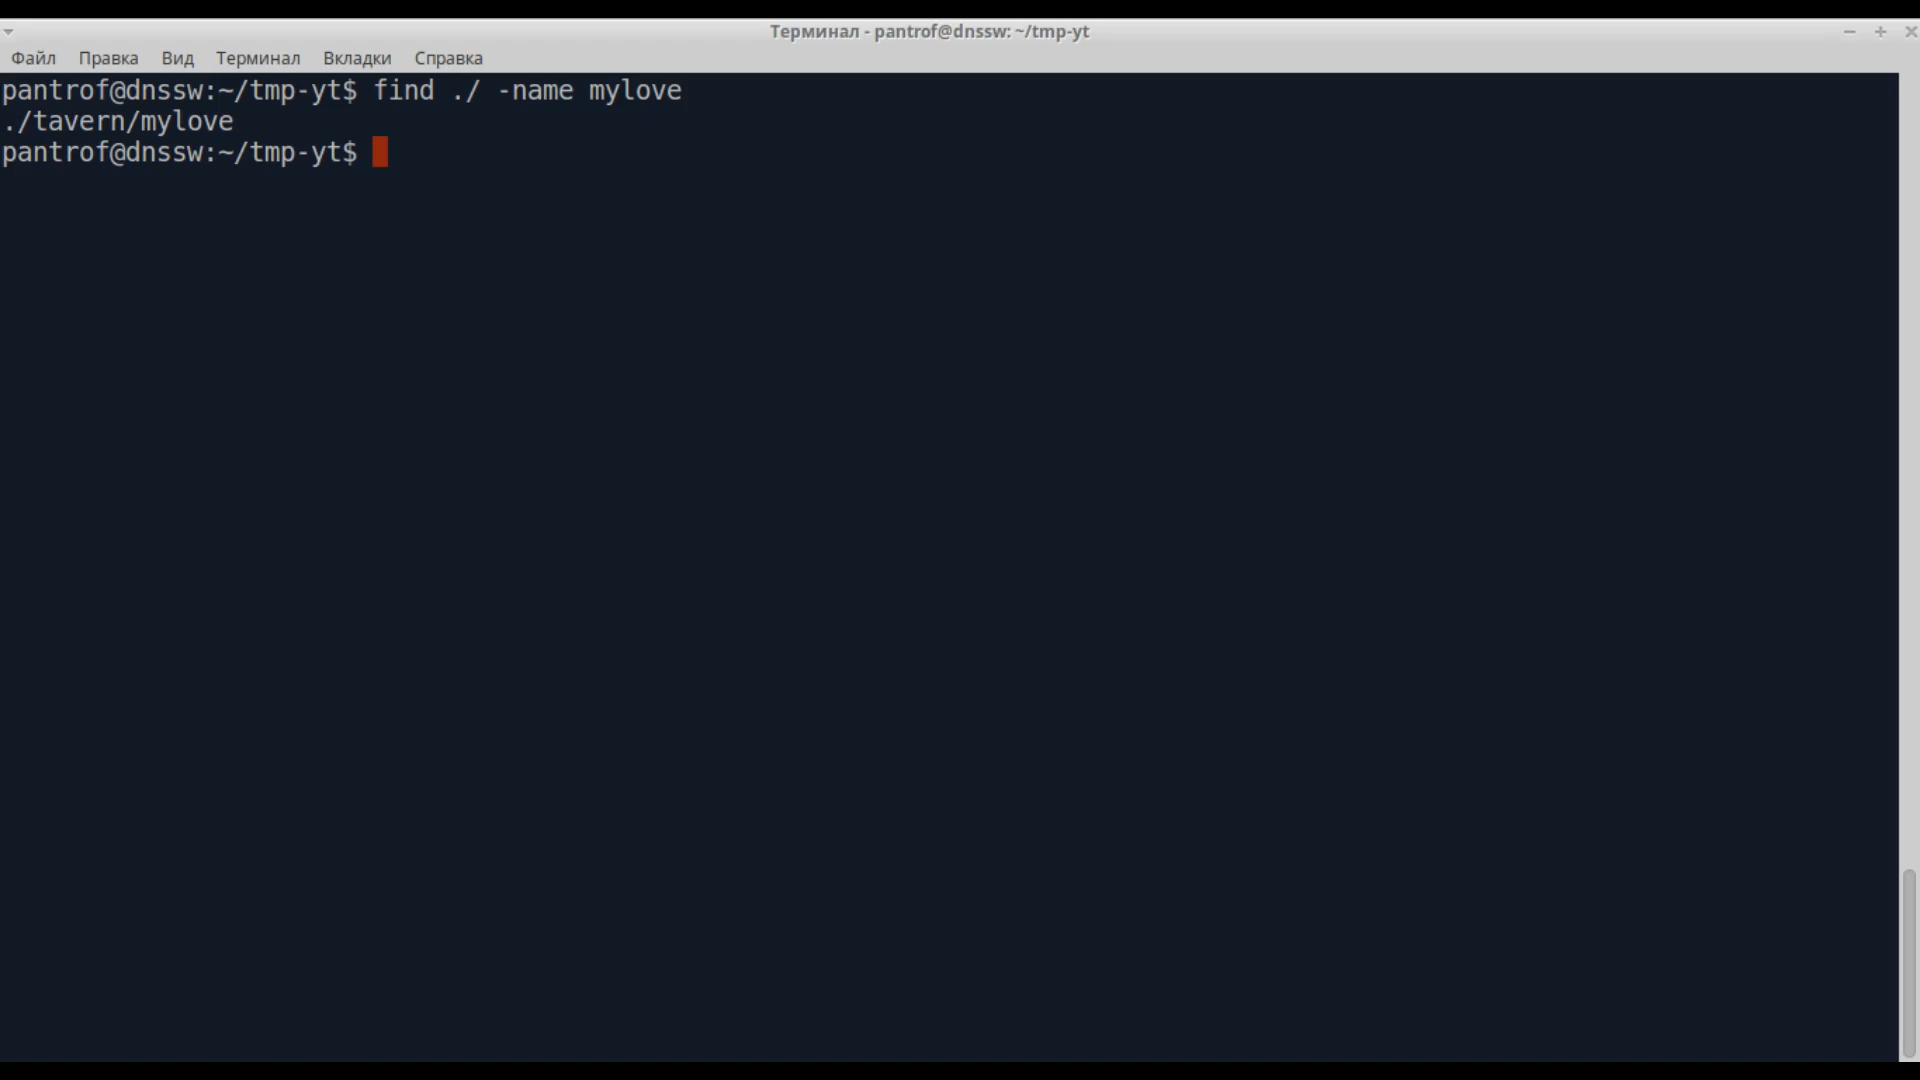 Терминал - pantrof@dnssw: ~/tmp-yt
Файл Правка Вид Терминал Вкладки Справка
pantrof@dnssw:~/tmp-yt$ find ./ -name mylove
./tavern/mylove
pantrof@dnssw:~/tmp-yt$